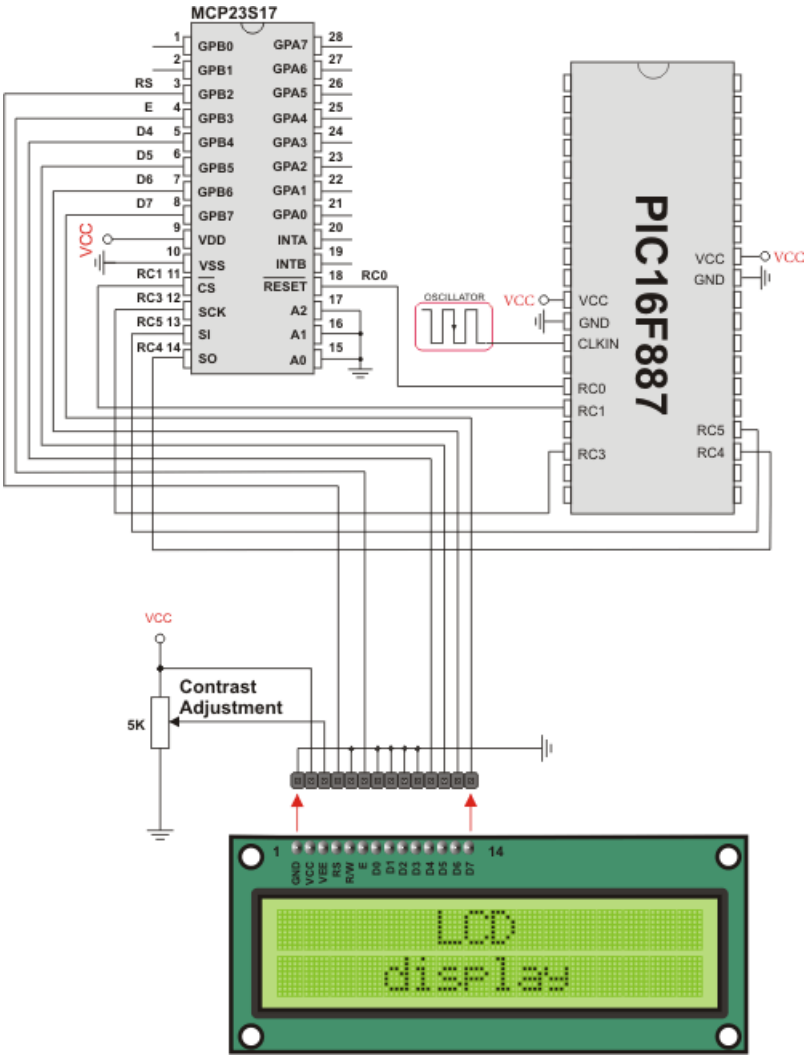 MCP23S17
1 GPB0 GPA7 28
2 GPB1 GPA6 27
RS 3 GPB2 GPA5 26
E 4 GPB3 GPA4 25
D4 5 GPB4 GPA3 24
D5 6 GPB5 GPA2 23
D6 7 GPB6 GPA1 22
D7 8 GPB7 GPA0 21
VCC 9 VDD INTA 20
10 VSS INTB 19
RC1 11 CS RESET 18 RC0
RC3 12 SCK A2 17
RC5 13 SI A1 16
RC4 14 SO A0 15
PIC16F887
VCC VCC
GND
OSCILLATOR
VCC VCC
GND
CLKIN
RC0
RC1
RC5
RC3 RC4
VCC
Contrast
Adjustment
5K
1 14
GND VCC VEE RS R/W E D0 D1 D2 D3 D4 D5 D6 D7
LCD
display